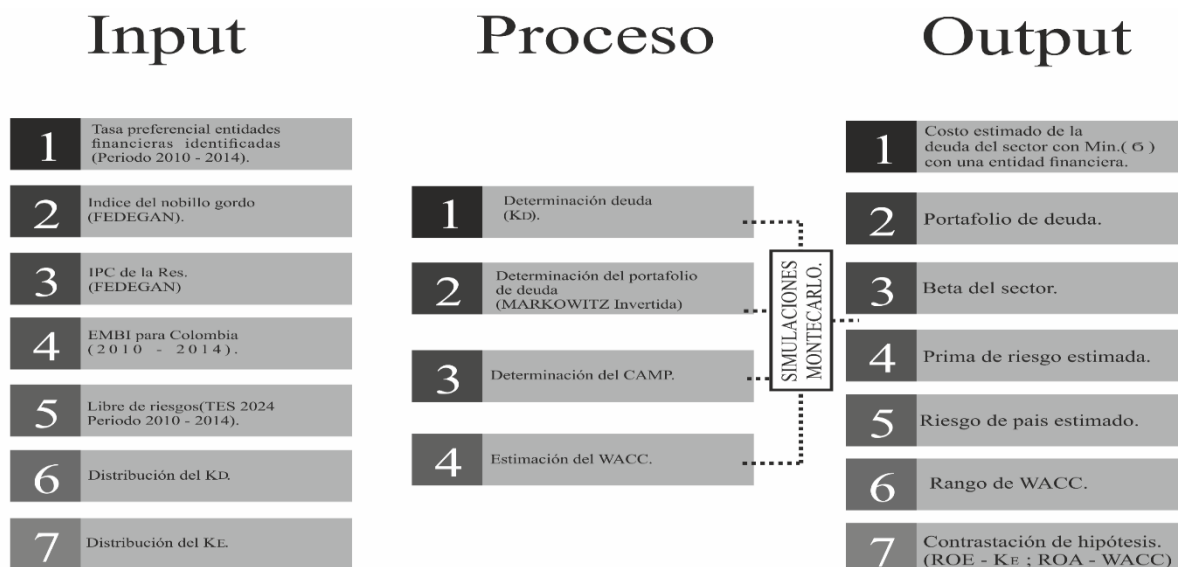 Input
1
Tasa preferencial entidades
financieras identificadas
(Periodo 2010 - 2014).
2
Indice del nobillo gordo
(FEDEGAN).
3
IPC de la Res.
(FEDEGAN)
4
EMBI para Colombia
(2010 - 2014).
5
Libre de riesgos(TES 2024
Periodo 2010 - 2014).
6
Distribución del KD.
7
Distribución del KE.
Proceso
1
Determinación deuda
(KD).
2
Determinación del portafolio
de deuda
(MARKOWITZ Invertida)
3
Determinación del CAMP.
4
Estimación del WACC.
SIMULACIONES
MONTECARLO.
Output
1
Costo estimado de la
deuda del sector con Min.( σ )
con una entidad financiera.
2
Portafolio de deuda.
3
Beta del sector.
4
Prima de riesgo estimada.
5
Riesgo de pais estimado.
6
Rango de WACC.
7
Contrastación de hipótesis.
(ROE - KE ; ROA - WACC)